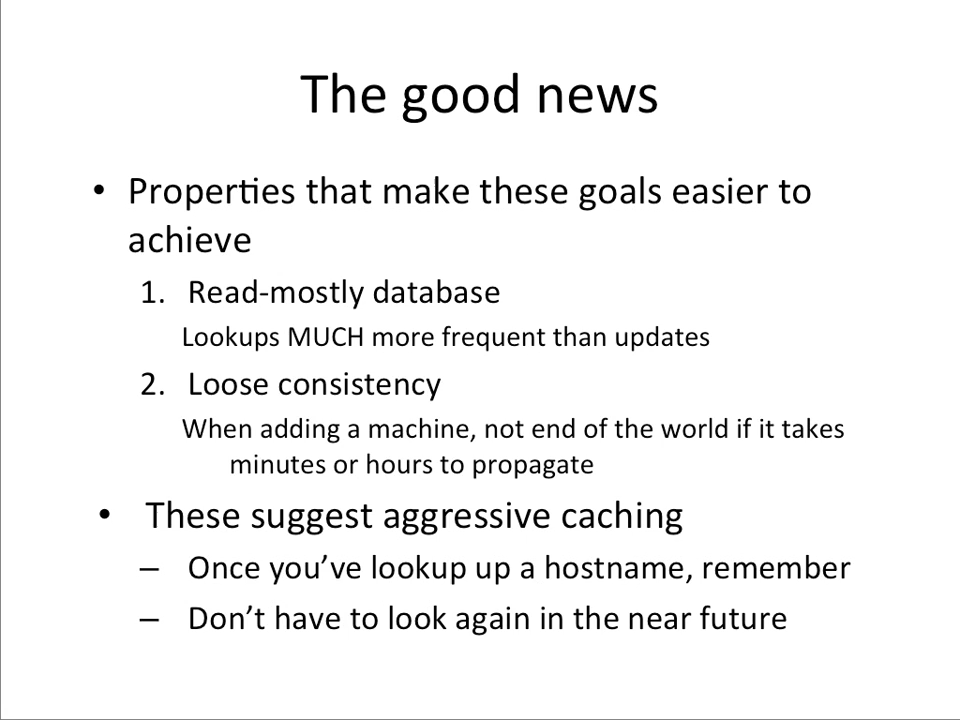 The good news
• Properties that make these goals easier to
achieve
1. Read-mostly database
Lookups MUCH more frequent than updates
2. Loose consistency
When adding a machine, not end of the world if it takes
minutes or hours to propagate
• These suggest aggressive caching
– Once you’ve lookup up a hostname, remember
– Don’t have to look again in the near future